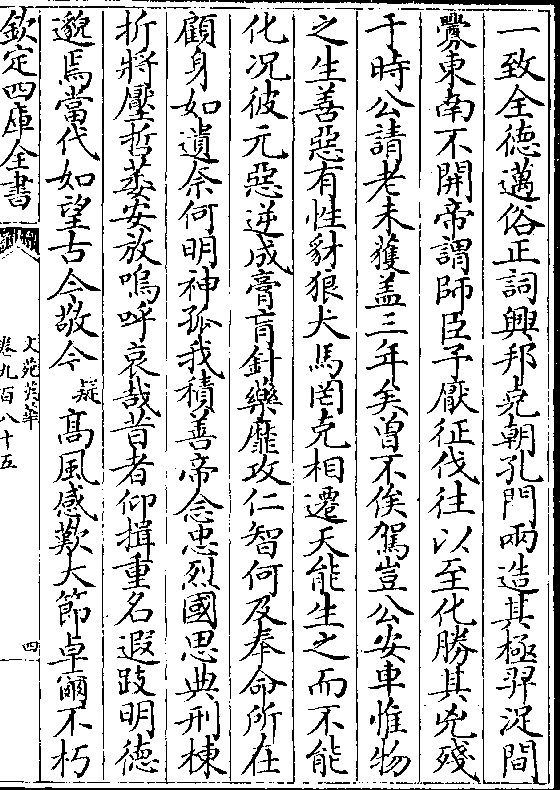 一致全德邁俗正詞興邦堯朝孔門兩造其極羿浞間
釁東南不開帝謂師臣予厭征伐往以至化勝其兇殘
于時公請老未獲盖三年矣曽不俟駕豈公安車惟物
之生善惡有性豺狼犬馬罔克相遷天能生之而不能
化况彼元惡逆成膏肓針藥靡攻仁智何及奉命所在
顧身如遺奈何明神孤我積善帝念忠烈國思典刑棟
折將壓哲萎安放嗚呼哀哉昔者仰揖重名遐跂明德
邈焉當代如望古今敬今疑高風感歎大節卓爾不朽
欽定四庫全書
文苑英華
卷九百八十五
四